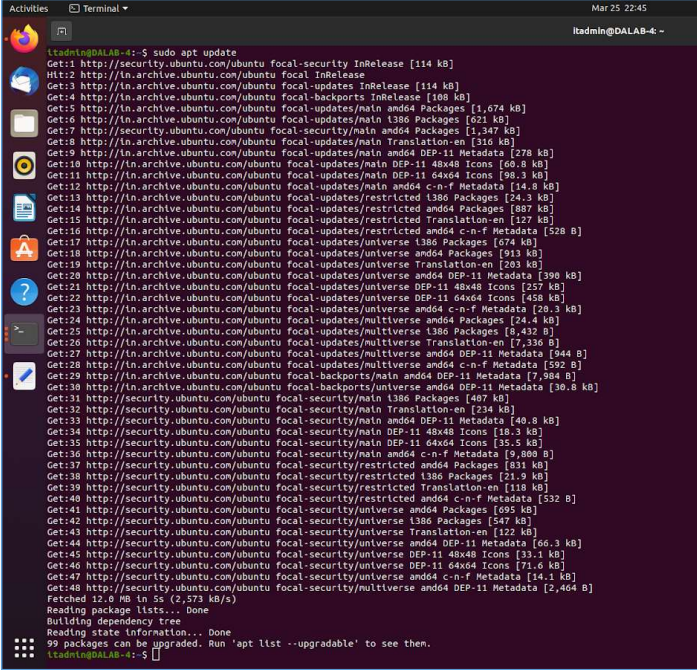 Activities
Terminal
Mar 25 22:45
itadmin@DALAB-4: ~
itadmin@DALAB-4:~$ sudo apt update
Get:1 http://security.ubuntu.com/ubuntu focal-security InRelease [114 kB]
Hit:2 http://in.archive.ubuntu.com/ubuntu focal InRelease
Get:3 http://in.archive.ubuntu.com/ubuntu focal-updates InRelease [114 kB]
Get:4 http://in.archive.ubuntu.com/ubuntu focal-backports InRelease [108 kB]
Get:5 http://in.archive.ubuntu.com/ubuntu focal-updates/main amd64 Packages [1,674 kB]
Get:6 http://in.archive.ubuntu.com/ubuntu focal-updates/main i386 Packages [621 kB]
Get:7 http://security.ubuntu.com/ubuntu focal-security/main amd64 Packages [1,347 kB]
Get:8 http://in.archive.ubuntu.com/ubuntu focal-updates/main Translation-en [316 kB]
Get:9 http://in.archive.ubuntu.com/ubuntu focal-updates/main amd64 DEP-11 Metadata [278 kB]
Get:10 http://in.archive.ubuntu.com/ubuntu focal-updates/main DEP-11 48x48 Icons [60.8 kB]
Get:11 http://in.archive.ubuntu.com/ubuntu focal-updates/main DEP-11 64x64 Icons [98.3 kB]
Get:12 http://in.archive.ubuntu.com/ubuntu focal-updates/main amd64 c-n-f Metadata [14.8 kB]
Get:13 http://in.archive.ubuntu.com/ubuntu focal-updates/restricted i386 Packages [24.3 kB]
Get:14 http://in.archive.ubuntu.com/ubuntu focal-updates/restricted amd64 Packages [887 kB]
Get:15 http://in.archive.ubuntu.com/ubuntu focal-updates/restricted Translation-en [127 kB]
Get:16 http://in.archive.ubuntu.com/ubuntu focal-updates/restricted amd64 c-n-f Metadata [528 B]
Get:17 http://in.archive.ubuntu.com/ubuntu focal-updates/universe i386 Packages [674 kB]
Get:18 http://in.archive.ubuntu.com/ubuntu focal-updates/universe amd64 Packages [913 kB]
Get:19 http://in.archive.ubuntu.com/ubuntu focal-updates/universe Translation-en [203 kB]
Get:20 http://in.archive.ubuntu.com/ubuntu focal-updates/universe amd64 DEP-11 Metadata [390 kB]
Get:21 http://in.archive.ubuntu.com/ubuntu focal-updates/universe DEP-11 48x48 Icons [257 kB]
Get:22 http://in.archive.ubuntu.com/ubuntu focal-updates/universe DEP-11 64x64 Icons [458 kB]
Get:23 http://in.archive.ubuntu.com/ubuntu focal-updates/universe amd64 c-n-f Metadata [20.3 kB]
Get:24 http://in.archive.ubuntu.com/ubuntu focal-updates/multiverse amd64 Packages [24.4 kB]
Get:25 http://in.archive.ubuntu.com/ubuntu focal-updates/multiverse i386 Packages [8,432 B]
Get:26 http://in.archive.ubuntu.com/ubuntu focal-updates/multiverse Translation-en [7,336 B]
Get:27 http://in.archive.ubuntu.com/ubuntu focal-updates/multiverse amd64 DEP-11 Metadata [944 B]
Get:28 http://in.archive.ubuntu.com/ubuntu focal-updates/multiverse amd64 c-n-f Metadata [592 B]
Get:29 http://in.archive.ubuntu.com/ubuntu focal-backports/main amd64 DEP-11 Metadata [7,984 B]
Get:30 http://in.archive.ubuntu.com/ubuntu focal-backports/universe amd64 DEP-11 Metadata [30.8 kB]
Get:31 http://security.ubuntu.com/ubuntu focal-security/main i386 Packages [407 kB]
Get:32 http://security.ubuntu.com/ubuntu focal-security/main Translation-en [234 kB]
Get:33 http://security.ubuntu.com/ubuntu focal-security/main amd64 DEP-11 Metadata [40.8 kB]
Get:34 http://security.ubuntu.com/ubuntu focal-security/main DEP-11 48x48 Icons [18.3 kB]
Get:35 http://security.ubuntu.com/ubuntu focal-security/main DEP-11 64x64 Icons [35.5 kB]
Get:36 http://security.ubuntu.com/ubuntu focal-security/main amd64 c-n-f Metadata [9,800 B]
Get:37 http://security.ubuntu.com/ubuntu focal-security/restricted amd64 Packages [831 kB]
Get:38 http://security.ubuntu.com/ubuntu focal-security/restricted i386 Packages [21.9 kB]
Get:39 http://security.ubuntu.com/ubuntu focal-security/restricted Translation-en [118 kB]
Get:40 http://security.ubuntu.com/ubuntu focal-security/restricted amd64 c-n-f Metadata [532 B]
Get:41 http://security.ubuntu.com/ubuntu focal-security/universe amd64 Packages [695 kB]
Get:42 http://security.ubuntu.com/ubuntu focal-security/universe i386 Packages [547 kB]
Get:43 http://security.ubuntu.com/ubuntu focal-security/universe Translation-en [122 kB]
Get:44 http://security.ubuntu.com/ubuntu focal-security/universe amd64 DEP-11 Metadata [66.3 kB]
Get:45 http://security.ubuntu.com/ubuntu focal-security/universe DEP-11 48x48 Icons [33.1 kB]
Get:46 http://security.ubuntu.com/ubuntu focal-security/universe DEP-11 64x64 Icons [71.6 kB]
Get:47 http://security.ubuntu.com/ubuntu focal-security/universe amd64 c-n-f Metadata [14.1 kB]
Get:48 http://security.ubuntu.com/ubuntu focal-security/multiverse amd64 DEP-11 Metadata [2,464 B]
Fetched 12.0 MB in 5s (2,573 kB/s)
Reading package lists... Done
Building dependency tree
Reading state information... Done
99 packages can be upgraded. Run 'apt list --upgradable' to see them.
itadmin@DALAB-4:~$